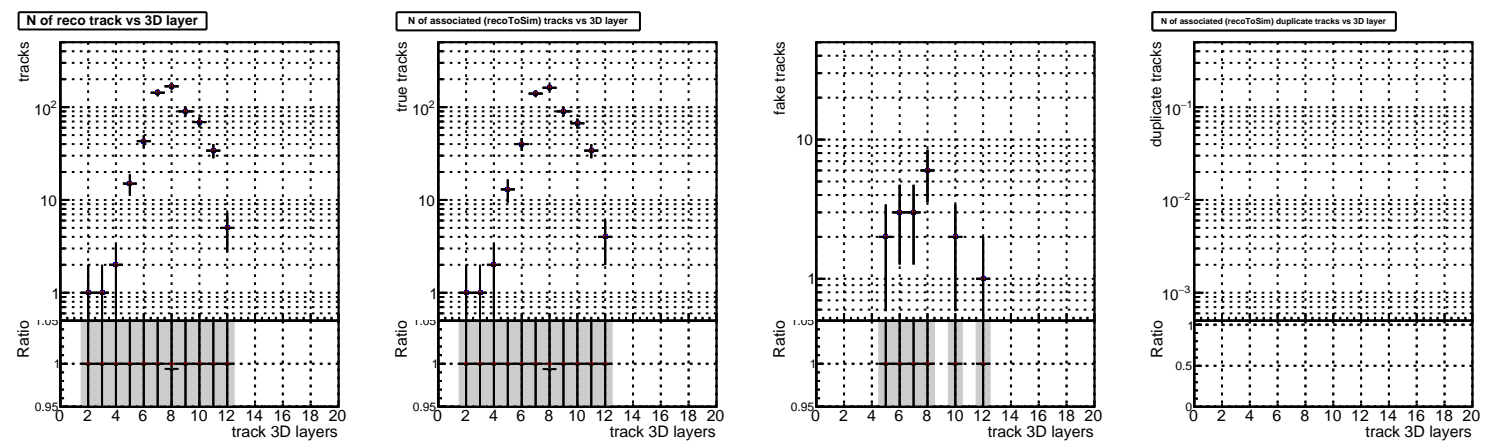 N of reco track vs 3D layer
tracks
10²
10
1
Ratio
1.05
1
0.95
0 2 4 6 8 10 12 14 16 18 20
track 3D layers
N of associated (recoToSim) tracks vs 3D layer
true tracks
10²
10
1
Ratio
1.05
1
0.95
0 2 4 6 8 10 12 14 16 18 20
track 3D layers
fake tracks
10
1
Ratio
1.05
1
0.95
0 2 4 6 8 10 12 14 16 18 20
track 3D layers
N of associated (recoToSim) duplicate tracks vs 3D layer
duplicate tracks
10⁻¹
10⁻²
10⁻³
Ratio
1
0.5
0
0 2 4 6 8 10 12 14 16 18 20
track 3D layers